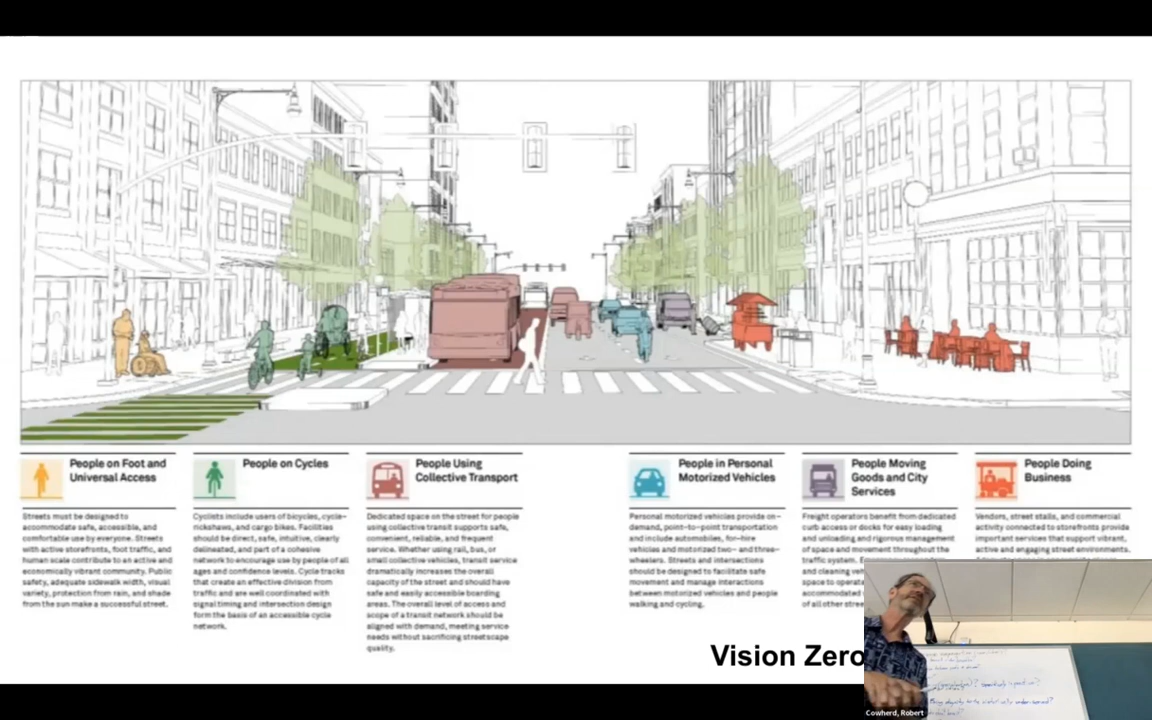 People on Foot and
Universal Access
Streets must be designed to
accommodate safe, accessible, and
comfortable use by everyone. Streets
with active storefronts, foot traffic, and
human scale contribute to an active and
economically vibrant community. Public
safety, adequate sidewalk width, visual
variety, protection from rain, and shade
from the sun make a successful street.
People on Cycles
Cyclists include users of bicycles, cycle-
rickshaws, and cargo bikes. Facilities
should be direct, safe, intuitive, clearly
delineated, and part of a cohesive
network to encourage use by people of all
ages and confidence levels. Cycle tracks
that create an effective division from
traffic and are well coordinated with
signal timing and intersection design
form the basis of an accessible cycle
network.
People Using
Collective Transport
Dedicated space on the street for people
using collective transit supports safe,
convenient, reliable, and frequent
service. Whether using rail, bus, or
small collective vehicles, transit service
dramatically increases the overall
capacity of the street and should have
safe and easily accessible boarding
areas. The overall level of access and
scope of a transit network should be
aligned with demand, meeting service
needs without sacrificing streetscape
quality.
People in Personal
Motorized Vehicles
Personal motorized vehicles provide on-
demand, point-to-point transportation
and include automobiles, for-hire
vehicles and motorized two- and three-
wheelers. Streets and intersections
should be designed to facilitate safe
movement and manage interactions
between motorized vehicles and people
walking and cycling.
People Moving
Goods and City
Services
Freight operators benefit from dedicated
curb access or docks for easy loading
and unloading and rigorous management
of space and movement throughout the
traffic system.
and cleaning
space to
accommodated
of all other
People Doing
Business
Vendors, street stalls, and commercial
activity connected to storefronts provide
important services that support vibrant,
active and engaging street environments.
Vision Zero
Cowherd, Robert